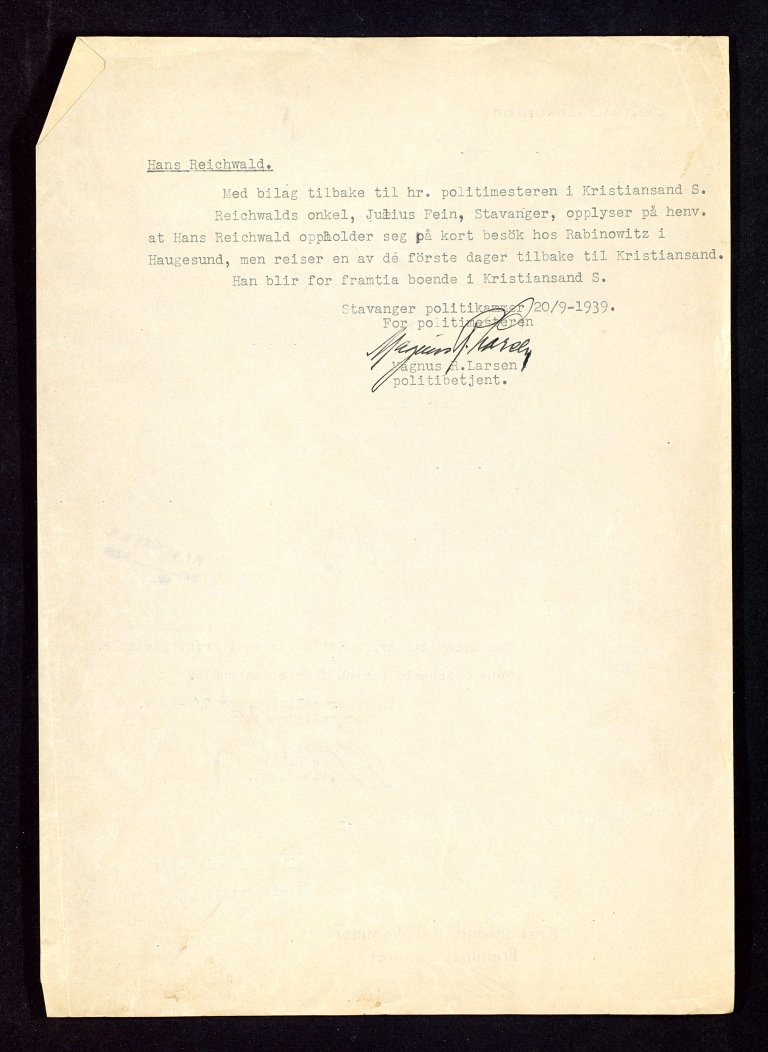 Hans Reichwald.
Med bilag tilbake til hr. politimesteren i Kristiansand S.
Reichwalds onkel, Julius Fein, Stavanger, opplyser på henv.
at Hans Reichwald oppholder seg på kort besök hos Rabinowitz i
Haugesund, men reiser en av de förste dager tilbake til Kristiansand.
Han blir for framtia boende i Kristiansand S.
Stavanger politikammer 20/9-1939.
For politimesteren
Magnus R. Larsen
Magnus R.Larsen
politibetjent.